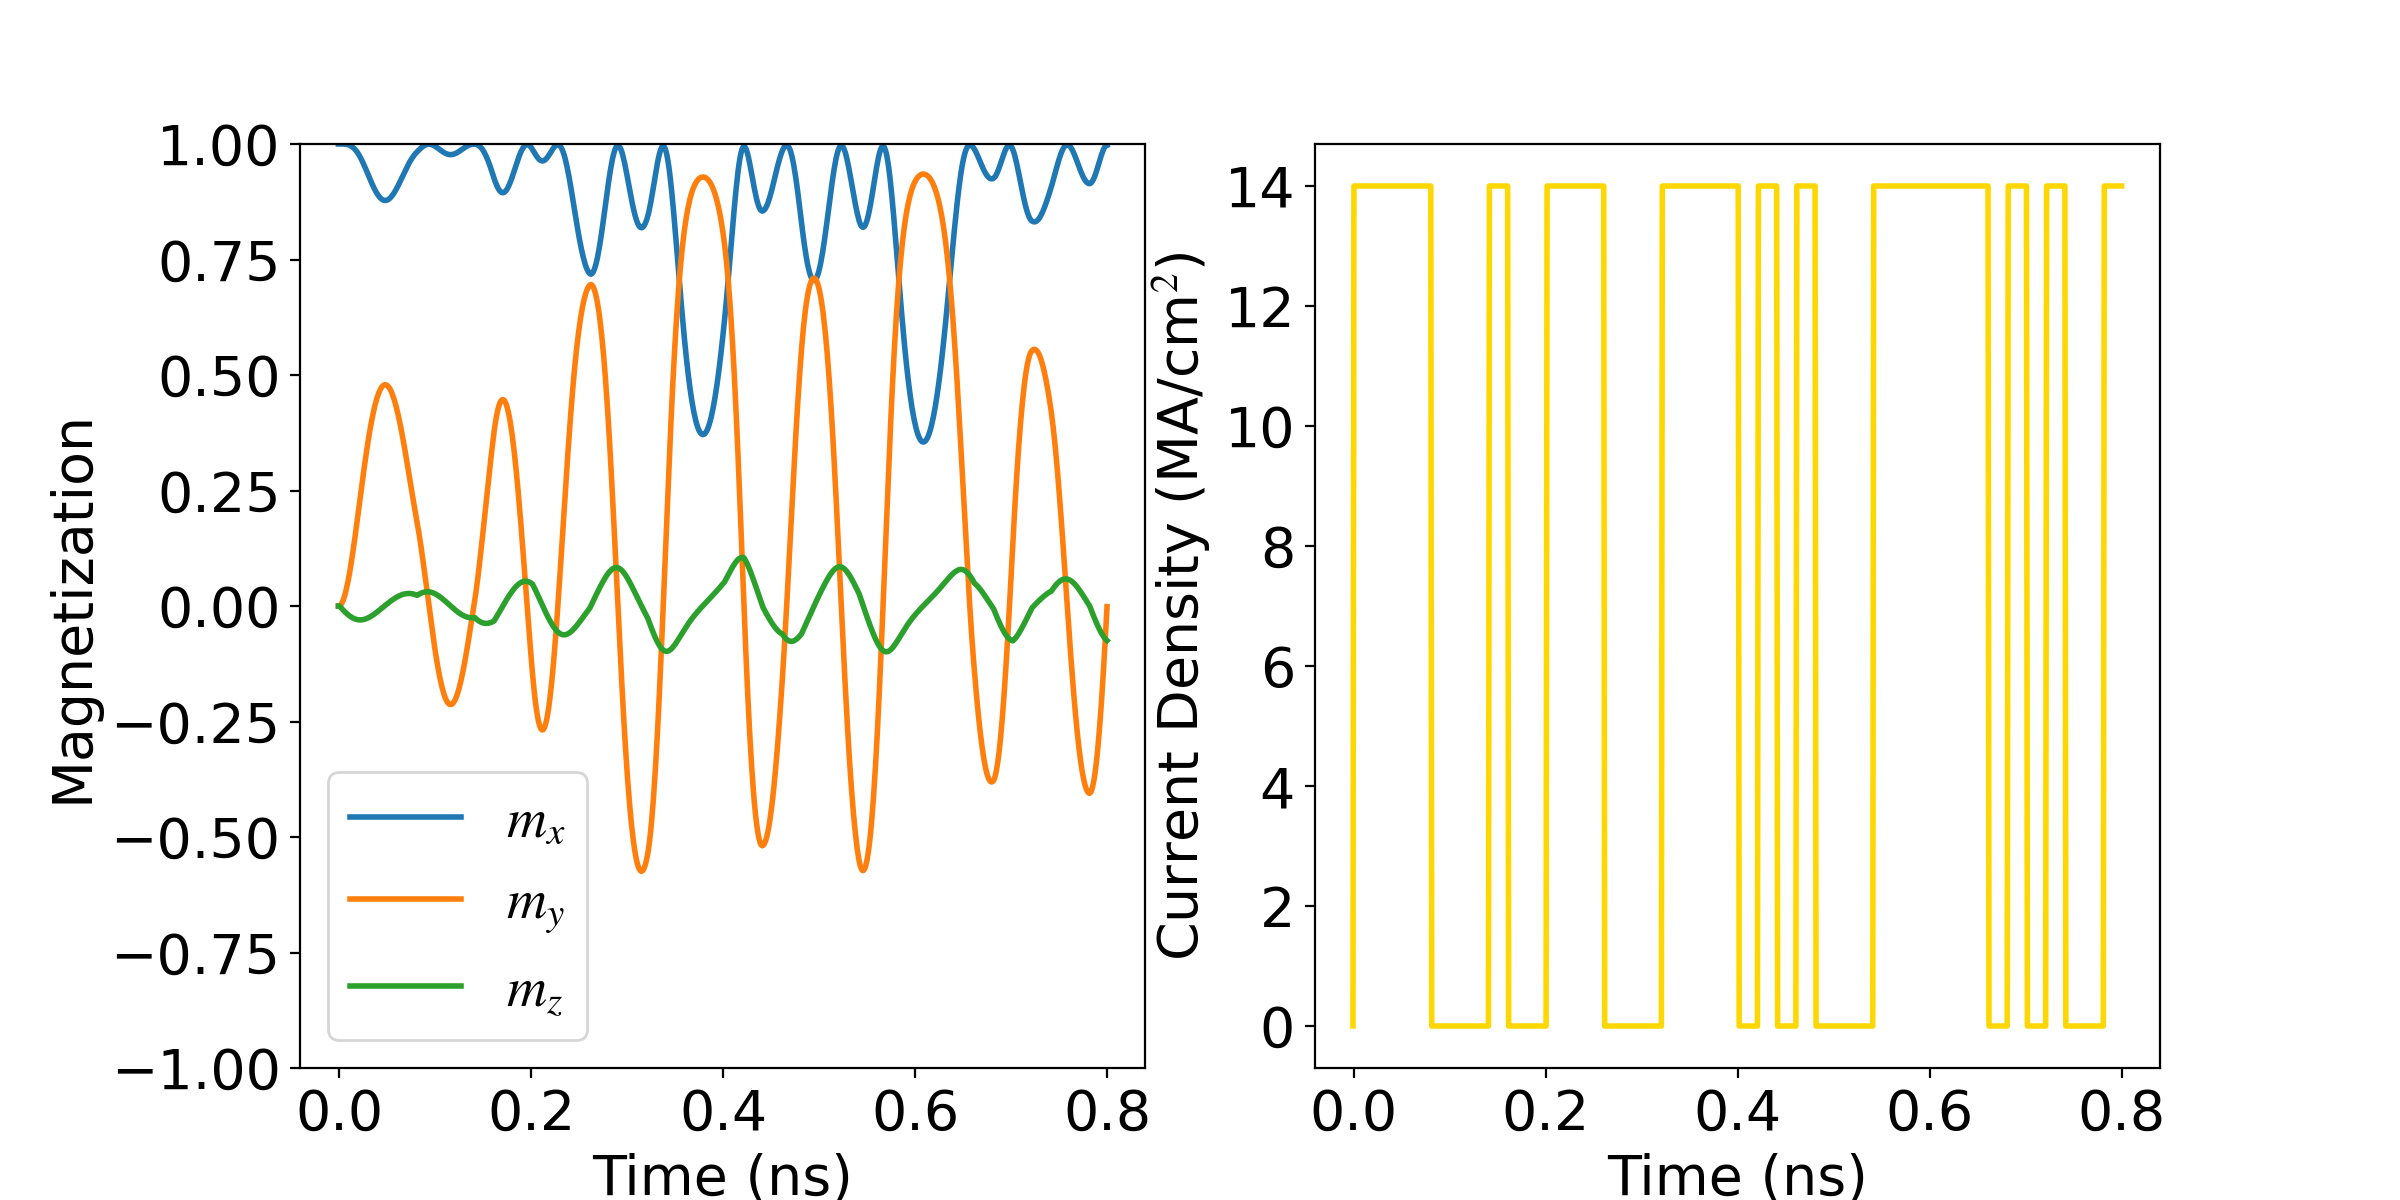 Magnetization
1.00
0.75
0.50
0.25
0.00
−0.25
−0.50
−0.75
−1.00
m_x
m_y
m_z
0.0 0.2 0.4 0.6 0.8
Time (ns)
Current Density (MA/cm²)
14
12
10
8
6
4
2
0
0.0 0.2 0.4 0.6 0.8
Time (ns)